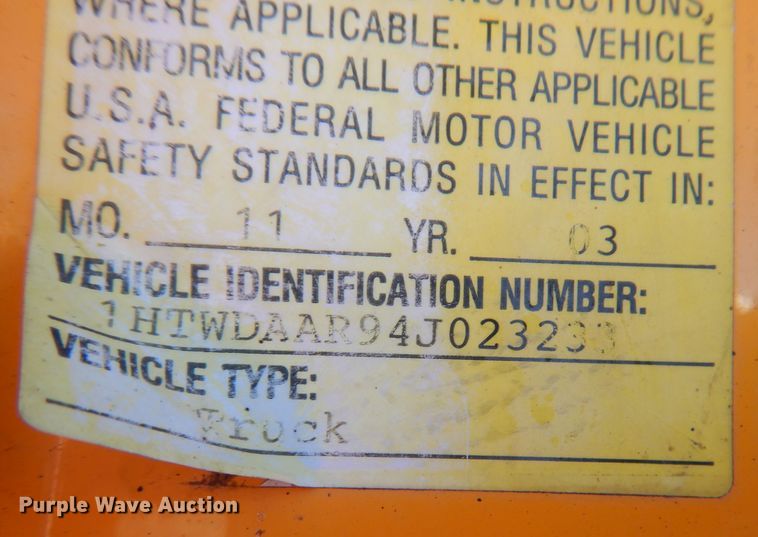 WHERE APPLICABLE. THIS VEHICLE
CONFORMS TO ALL OTHER APPLICABLE
U.S.A. FEDERAL MOTOR VEHICLE
SAFETY STANDARDS IN EFFECT IN:
MO. 11 YR. 03
VEHICLE IDENTIFICATION NUMBER:
1HTWDAAR94J023233
VEHICLE TYPE:
Truck
Purple Wave Auction